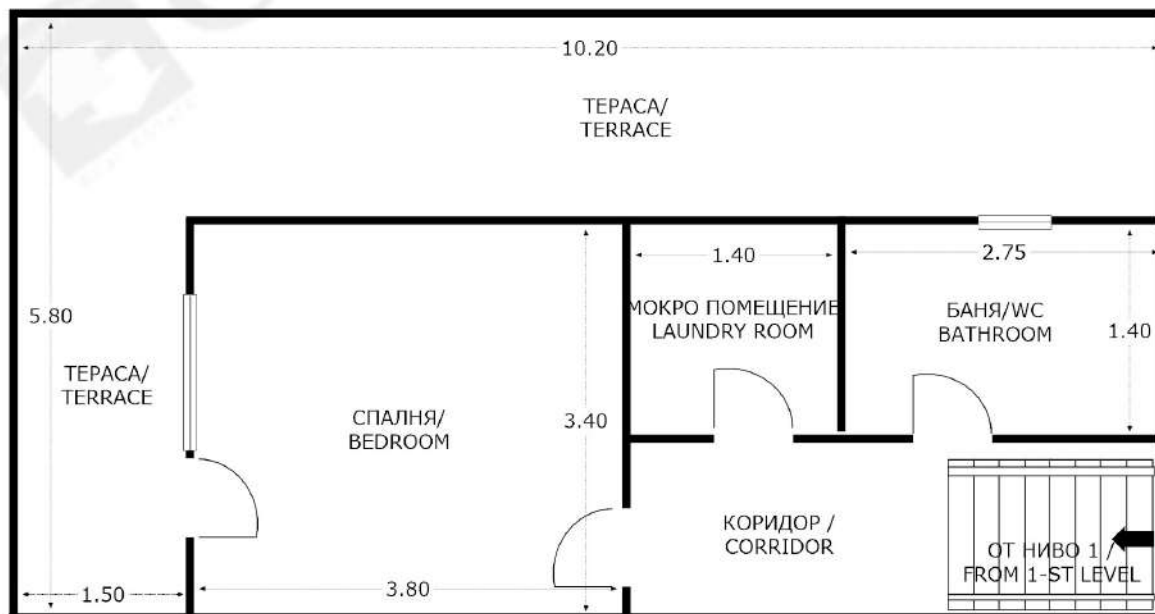 10.20
ТЕРАСА/
TERRACE
1.40
2.75
5.80
МОКРО ПОМЕЩЕНИЕ
LAUNDRY ROOM
БАНЯ/WC
BATHROOM
1.40
ТЕРАСА/
TERRACE
СПАЛНЯ/
BEDROOM
3.40
КОРИДОР /
CORRIDOR
ОТ НИВО 1 /
FROM 1-ST LEVEL
1.50
3.80